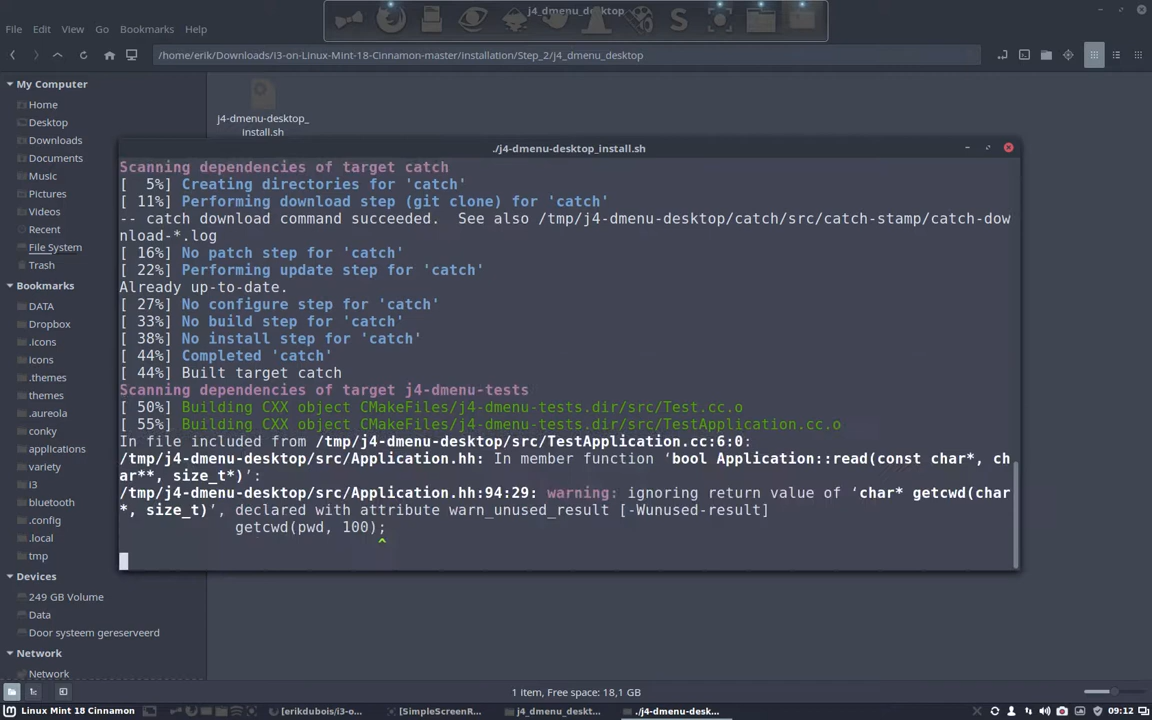 j4_dmenu_desktop
File Edit View Go Bookmarks Help
/home/erik/Downloads/i3-on-Linux-Mint-18-Cinnamon-master/Installation/Step_2/j4_dmenu_desktop
My Computer
Home
Desktop
Downloads
Documents
Music
Pictures
Videos
Recent
File System
Trash
Bookmarks
DATA
Dropbox
.icons
icons
.themes
themes
.aureola
conky
applications
variety
i3
bluetooth
.config
.local
tmp
Devices
249 GB Volume
Data
Door systeem gereserveerd
Network
Network
j4-dmenu-desktop_
install.sh
./j4-dmenu-desktop_install.sh
Scanning dependencies of target catch
[  5%] Creating directories for 'catch'
[ 11%] Performing download step (git clone) for 'catch'
-- catch download command succeeded.  See also /tmp/j4-dmenu-desktop/catch/src/catch-stamp/catch-dow
nload-*.log
[ 16%] No patch step for 'catch'
[ 22%] Performing update step for 'catch'
Already up-to-date.
[ 27%] No configure step for 'catch'
[ 33%] No build step for 'catch'
[ 38%] No install step for 'catch'
[ 44%] Completed 'catch'
[ 44%] Built target catch
Scanning dependencies of target j4-dmenu-tests
[ 50%] Building CXX object CMakeFiles/j4-dmenu-tests.dir/src/Test.cc.o
[ 55%] Building CXX object CMakeFiles/j4-dmenu-tests.dir/src/TestApplication.cc.o
In file included from /tmp/j4-dmenu-desktop/src/TestApplication.cc:6:0:
/tmp/j4-dmenu-desktop/src/Application.hh: In member function ‘bool Application::read(const char*, ch
ar**, size_t*)’:
/tmp/j4-dmenu-desktop/src/Application.hh:94:29: warning: ignoring return value of ‘char* getcwd(char
*, size_t)’, declared with attribute warn_unused_result [-Wunused-result]
getcwd(pwd, 100);
^
1 item, Free space: 18,1 GB
Linux Mint 18 Cinnamon
[erikdubois/i3-o...
[SimpleScreenR...
j4_dmenu_deskt...
./j4-dmenu-desk...
09:12